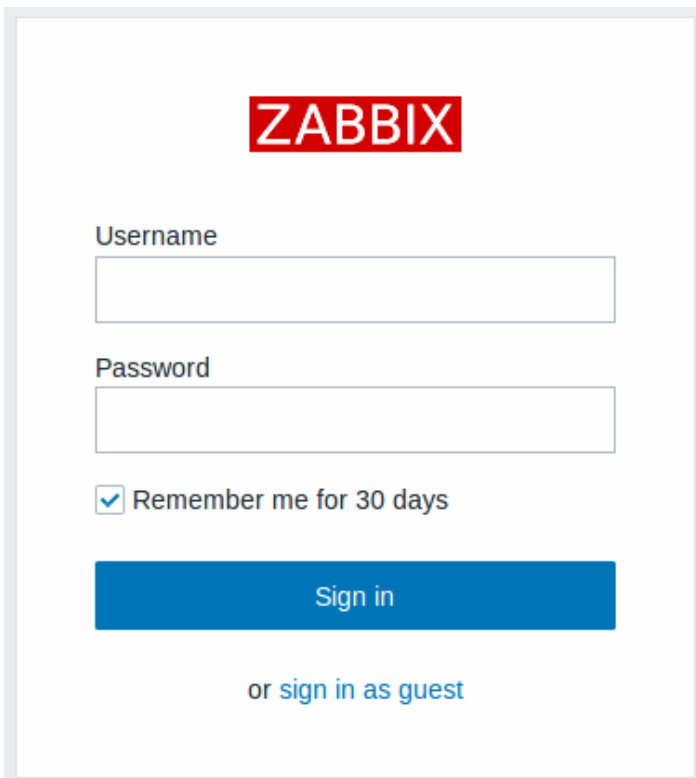 ZABBIX
Username
Password
Remember me for 30 days
Sign in
or sign in as guest